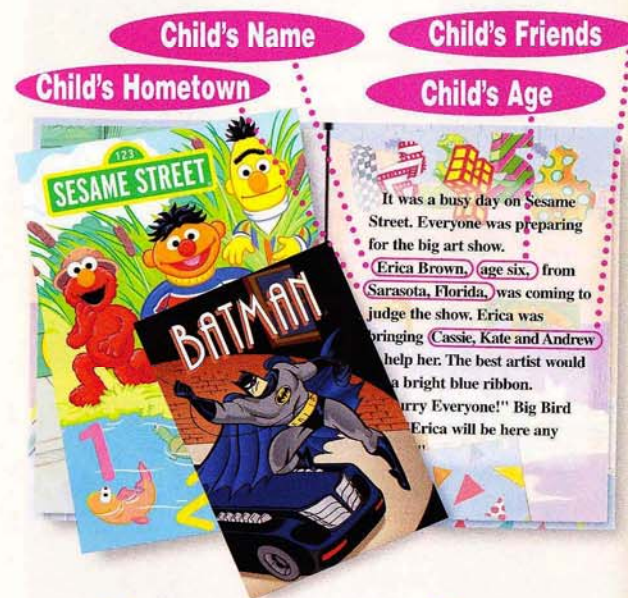 Child's Name
Child's Friends
Child's Hometown
Child's Age
123
SESAME STREET
BATMAN
1
2
It was a busy day on Sesame
Street. Everyone was preparing
for the big art show.
Erica Brown, age six, from
Sarasota, Florida, was coming to
judge the show. Erica was
bringing Cassie, Kate and Andrew
help her. The best artist would
a bright blue ribbon.
Everyone!" Big Bird
Erica will be here any